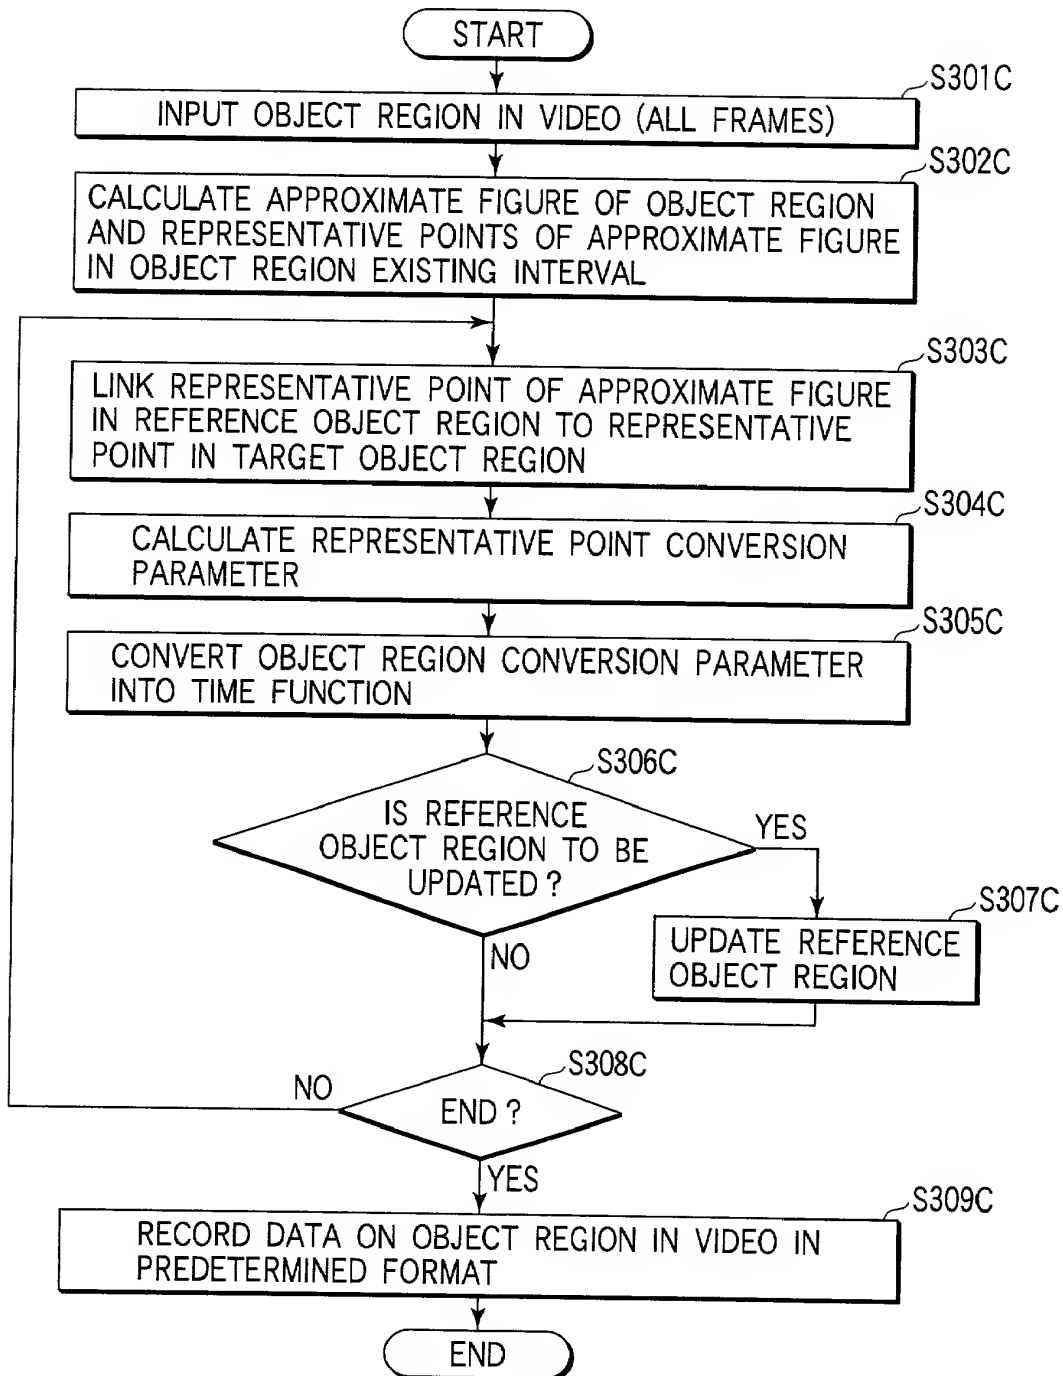 START
S301C
INPUT OBJECT REGION IN VIDEO (ALL FRAMES)
S302C
CALCULATE APPROXIMATE FIGURE OF OBJECT REGION
AND REPRESENTATIVE POINTS OF APPROXIMATE FIGURE
IN OBJECT REGION EXISTING INTERVAL
S303C
LINK REPRESENTATIVE POINT OF APPROXIMATE FIGURE
IN REFERENCE OBJECT REGION TO REPRESENTATIVE
POINT IN TARGET OBJECT REGION
S304C
CALCULATE REPRESENTATIVE POINT CONVERSION
PARAMETER
S305C
CONVERT OBJECT REGION CONVERSION PARAMETER
INTO TIME FUNCTION
S306C
IS REFERENCE
OBJECT REGION TO BE
UPDATED?
YES
S307C
UPDATE REFERENCE
OBJECT REGION
NO
S308C
NO
END?
YES
S309C
RECORD DATA ON OBJECT REGION IN VIDEO IN
PREDETERMINED FORMAT
END